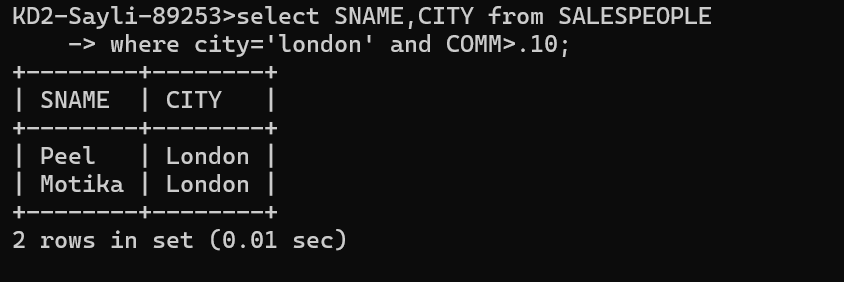 KD2-Sayli-89253>select SNAME,CITY from SALESPEOPLE
    -> where city='london' and COMM>.10;
+--------+--------+
| SNAME  | CITY   |
+--------+--------+
| Peel   | London |
| Motika | London |
+--------+--------+
2 rows in set (0.01 sec)